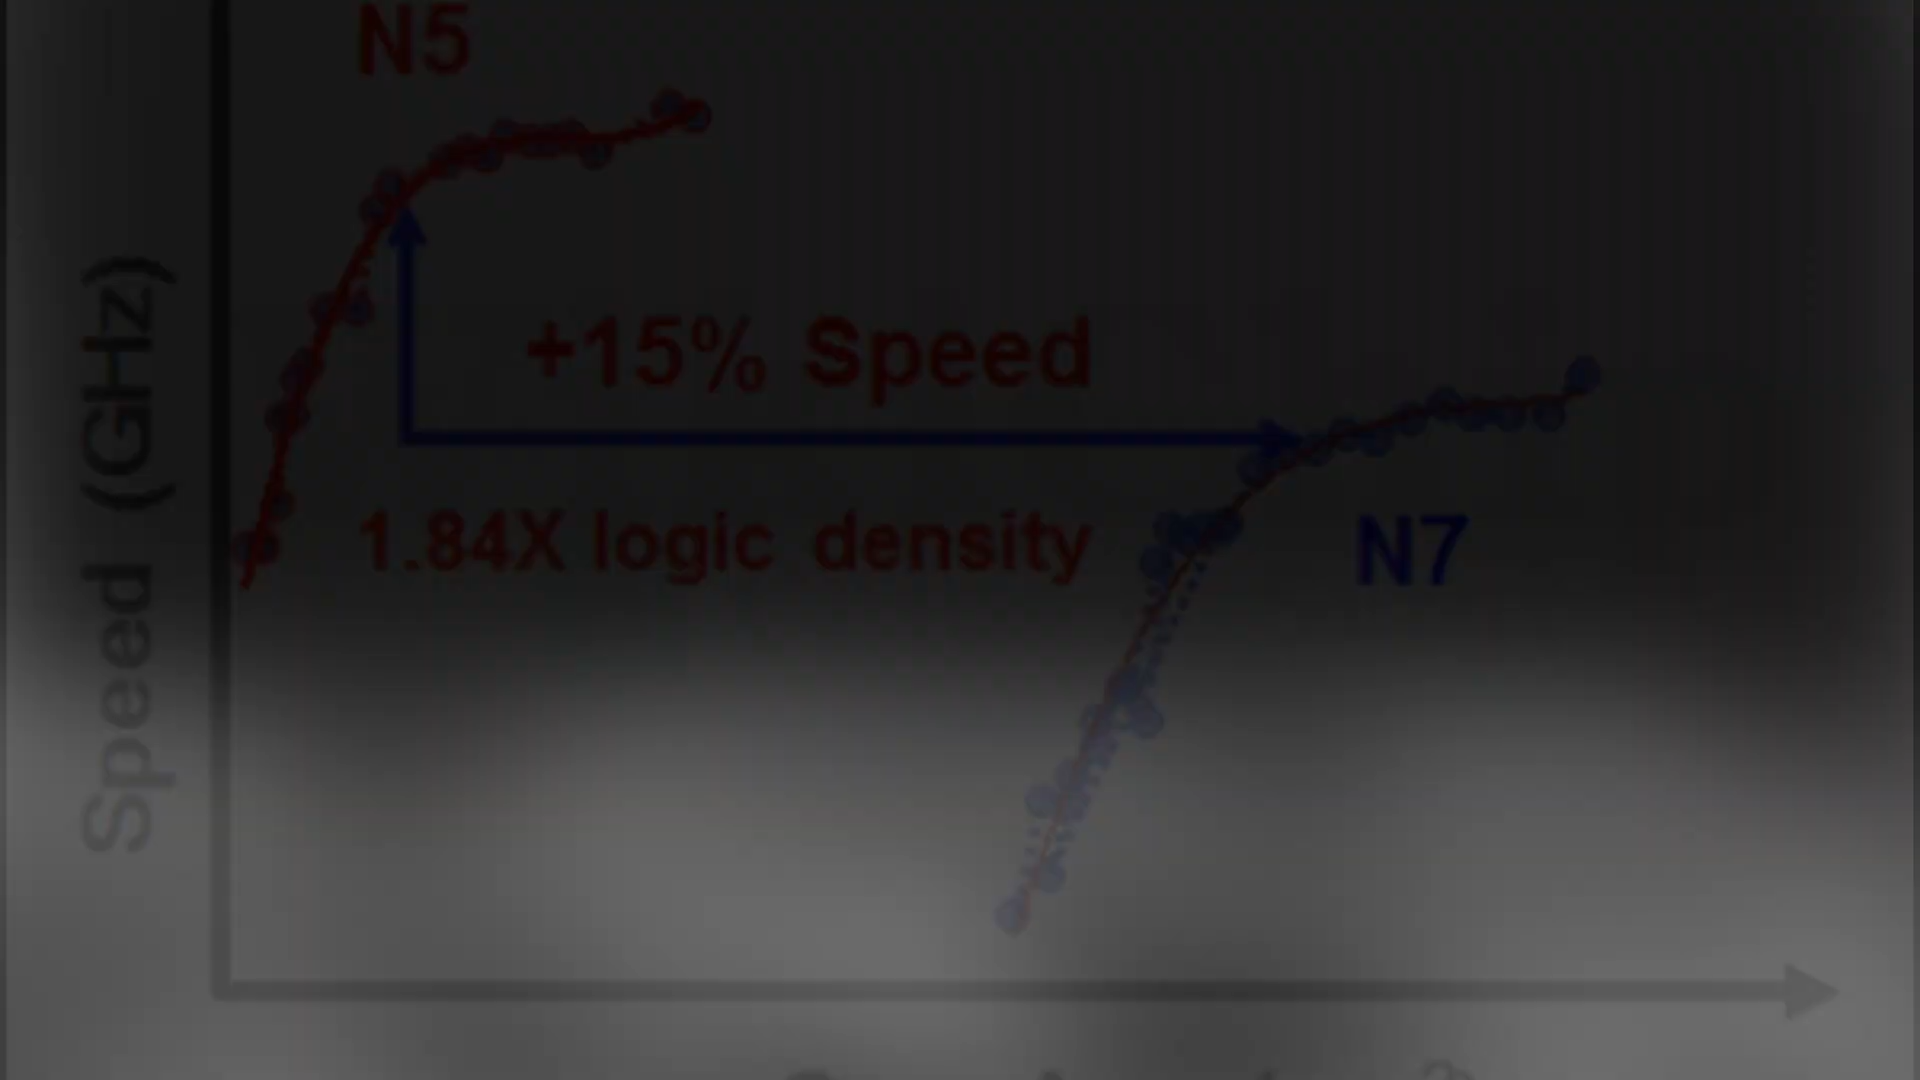 N5
+15% Speed
1.84X logic density
N7
Speed (GHz)